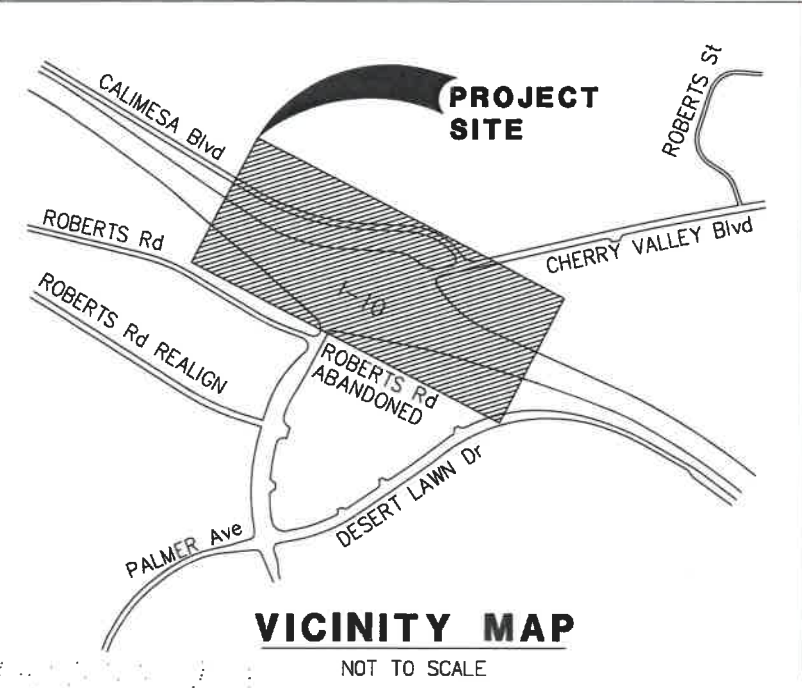 CALIMESA Blvd
PROJECT
SITE
ROBERTS St
ROBERTS Rd
CHERRY VALLEY Blvd
I-10
ROBERTS Rd REALIGN
ROBERTS Rd
ABANDONED
DESERT LAWN Dr
PALMER Ave
VICINITY MAP
NOT TO SCALE